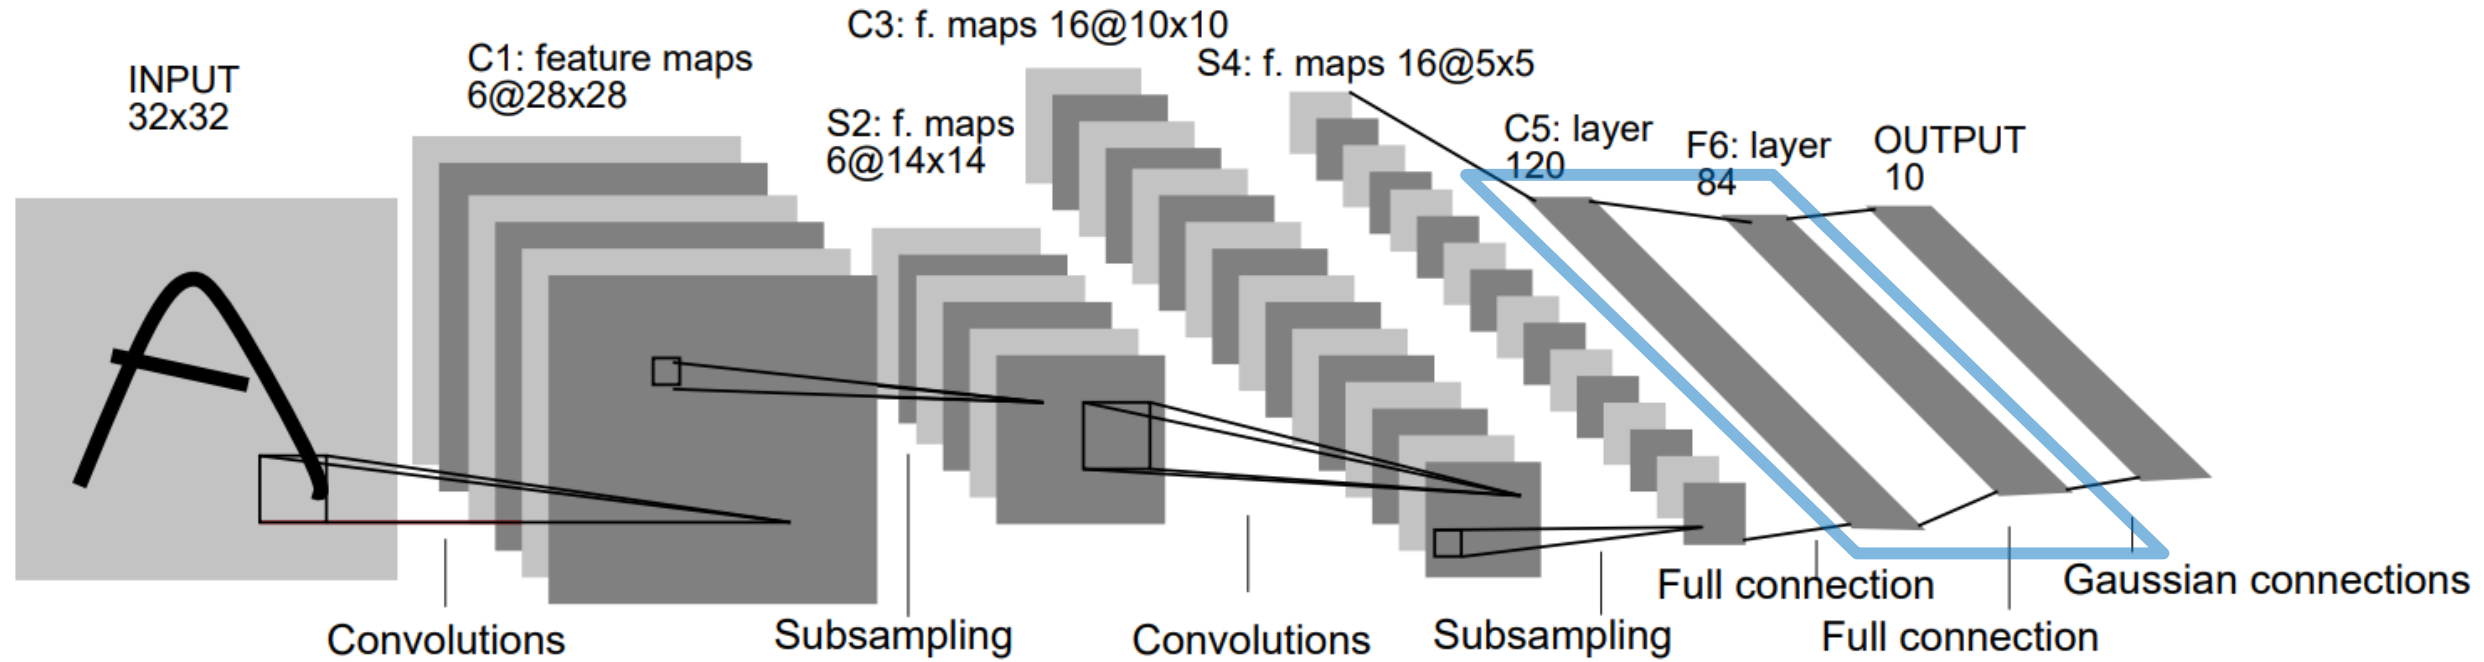 INPUT
32x32
C1: feature maps
6@28x28
S2: f. maps
6@14x14
C3: f. maps 16@10x10
S4: f. maps 16@5x5
C5: layer
120
F6: layer
84
OUTPUT
10
Convolutions
Subsampling
Convolutions
Subsampling
Full connection
Full connection
Gaussian connections